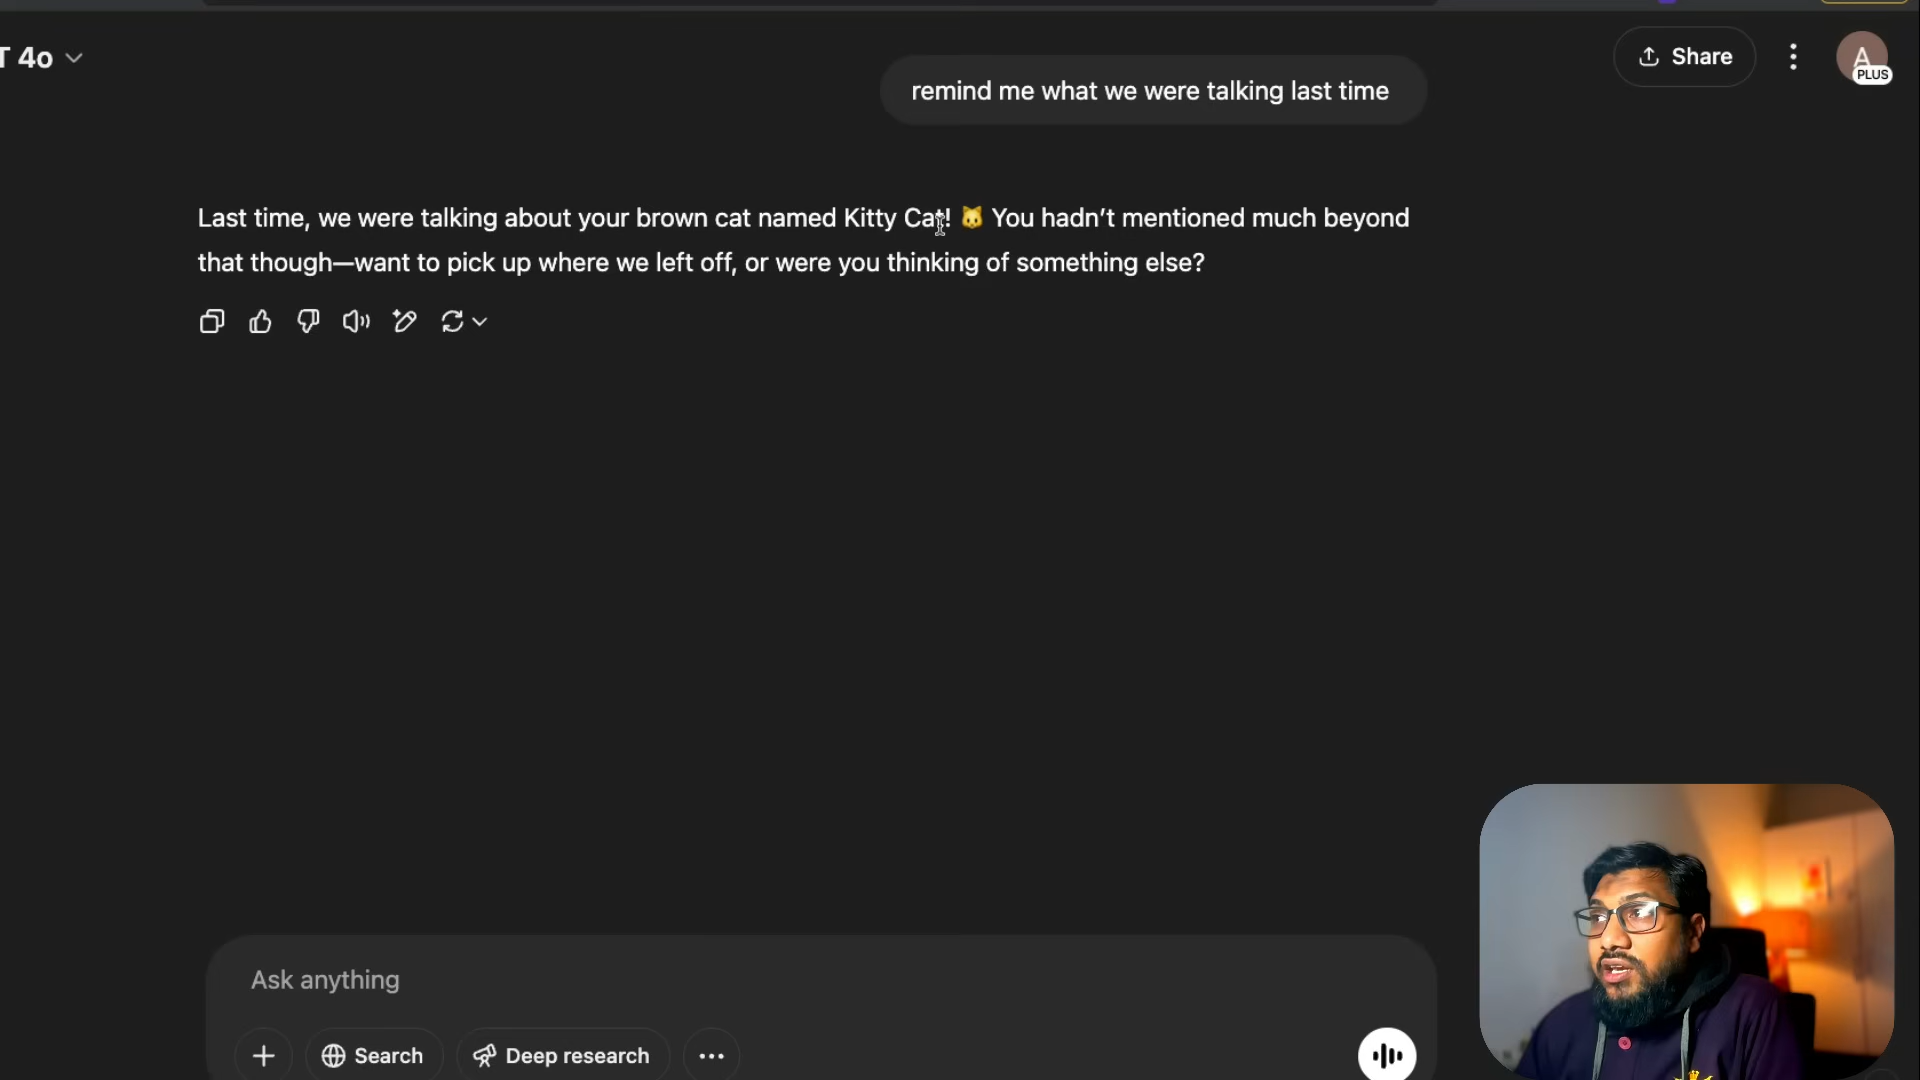 T 4o
Share
A
PLUS
remind me what we were talking last time
Last time, we were talking about your brown cat named Kitty Cat! 🐱 You hadn’t mentioned much beyond
that though—want to pick up where we left off, or were you thinking of something else?
Ask anything
Search
Deep research